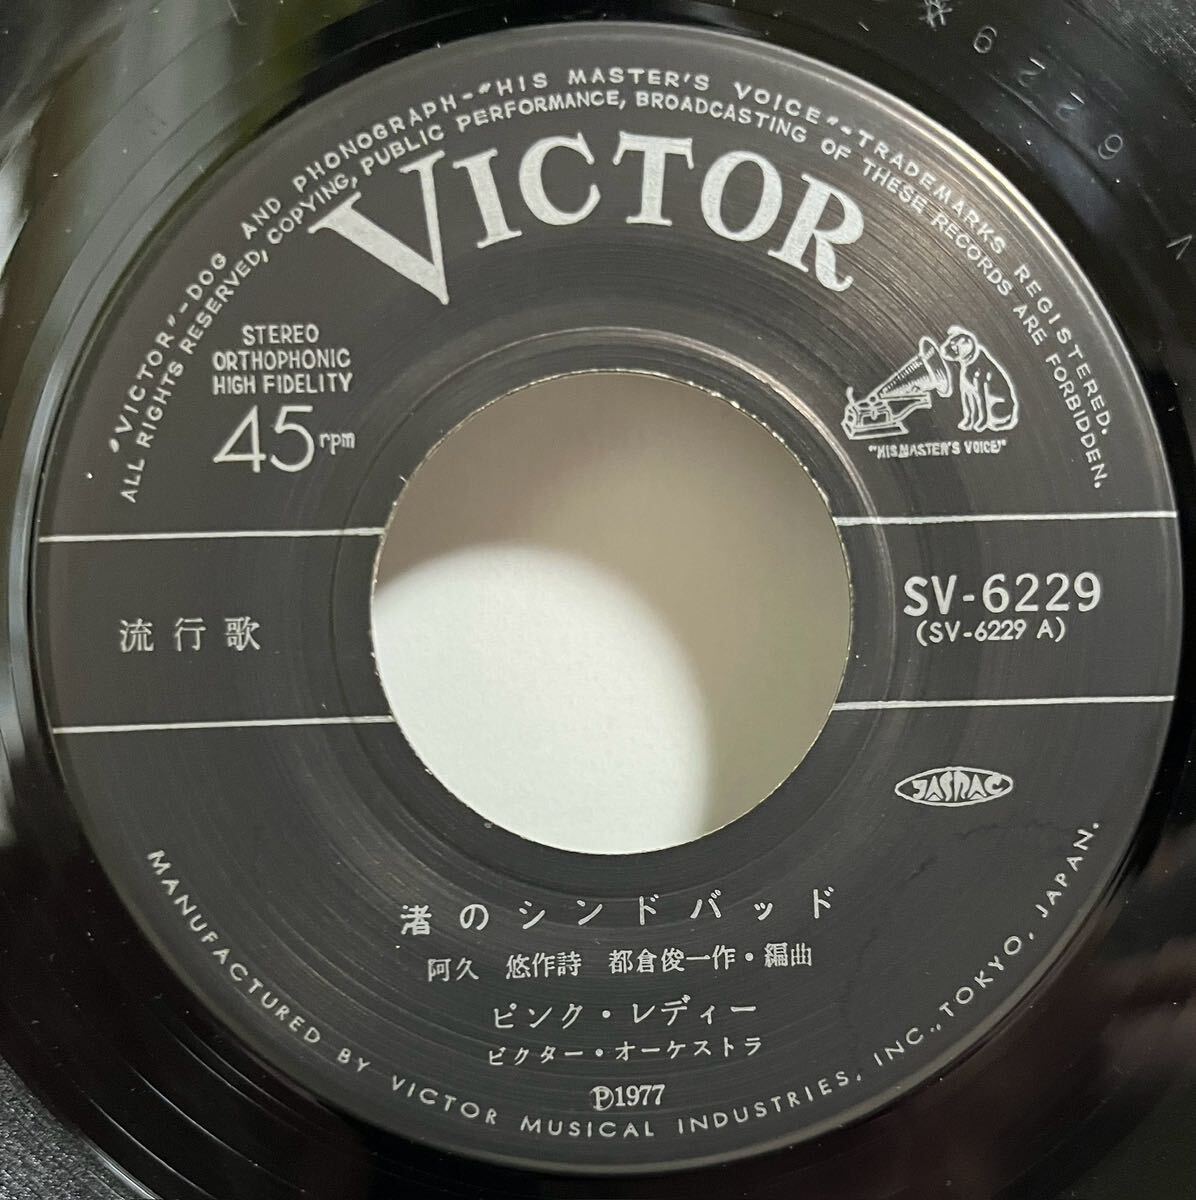 "VICTOR"-DOG AND PHONOGRAPH-"HIS MASTER'S VOICE"-TRADEMARKS REGISTERED.
ALL RIGHTS RESERVED, COPYING, PUBLIC PERFORMANCE, BROADCASTING OF THESE RECORDS ARE FORBIDDEN.
VICTOR
STEREO
ORTHOPHONIC
HIGH FIDELITY
45rpm
"HIS MASTER'S VOICE"
流行歌
SV-6229
(SV-6229 A)
JASRAC
渚のシンドバッド
阿久 悠作詩 都倉俊一作・編曲
ピンク・レディー
ビクター・オーケストラ
Ⓟ1977
MANUFACTURED BY VICTOR MUSICAL INDUSTRIES, INC., TOKYO, JAPAN.
6229